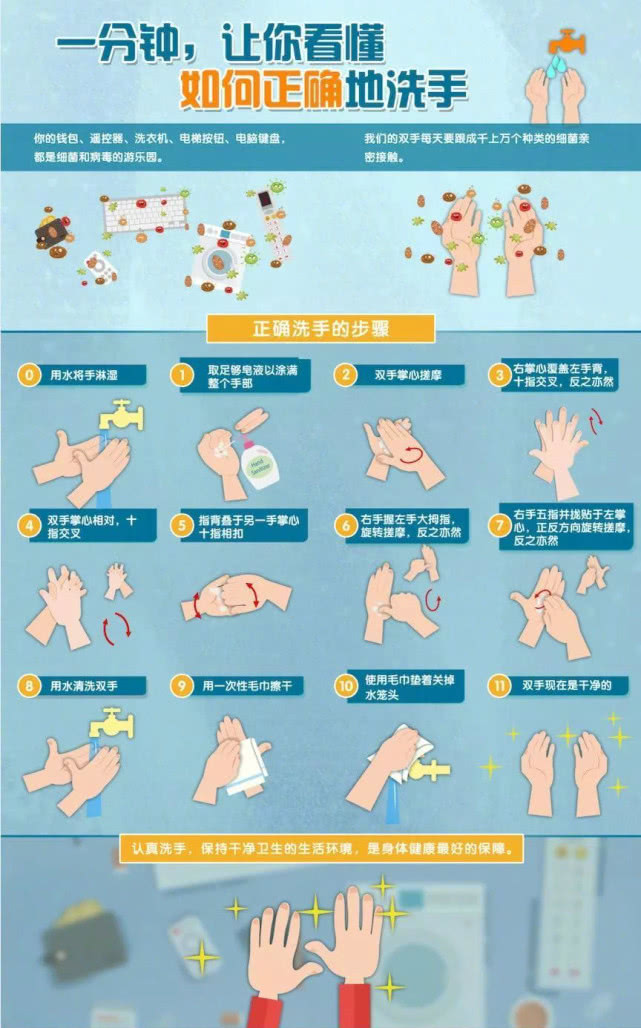 一分钟，让你看懂
如何正确地洗手
你的钱包、遥控器、洗衣机、电梯按钮、电脑键盘，
都是细菌和病毒的游乐园。
我们的双手每天要跟成千上万个种类的细菌亲
密接触。
正确洗手的步骤
0 用水将手淋湿
1 取足够皂液以涂满
整个手部
2 双手掌心搓摩
3 右掌心覆盖左手背，
十指交叉，反之亦然
Hand
Sanitizer
4 双手掌心相对，十
指交叉
5 指背叠于另一手掌心
十指相扣
6 右手握左手大拇指，
旋转搓摩，反之亦然
7 右手五指并拢贴于左掌
心，正反方向旋转搓摩，
反之亦然
8 用水清洗双手
9 用一次性毛巾擦干
10 使用毛巾垫着关掉
水笼头
11 双手现在是干净的
认真洗手，保持干净卫生的生活环境，是身体健康最好的保障。